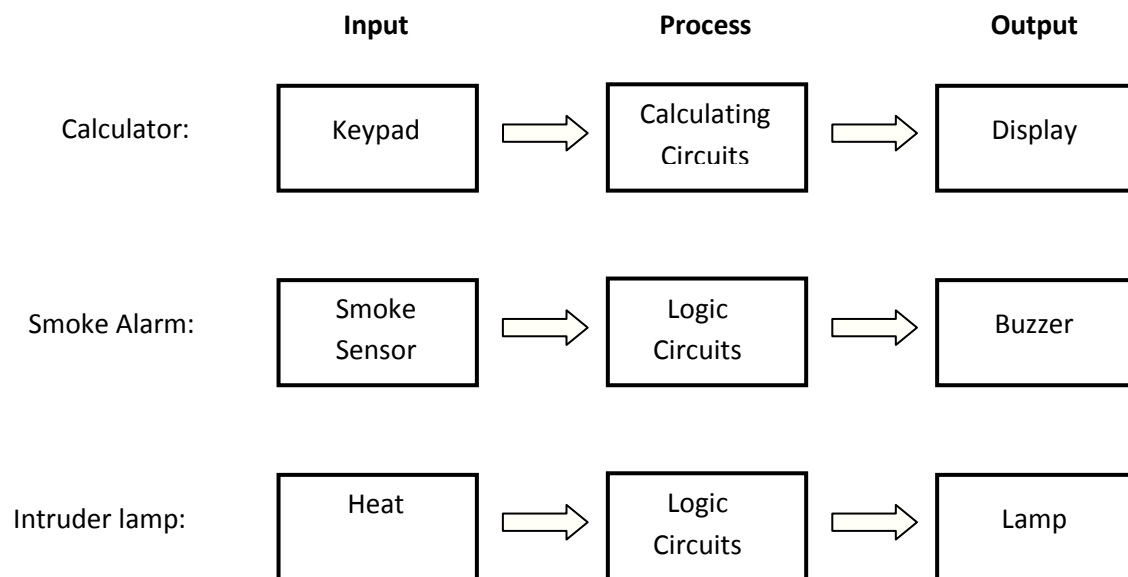 Input Process Output
Calculator: Keypad Calculating Circuits Display
Smoke Alarm: Smoke Sensor Logic Circuits Buzzer
Intruder lamp: Heat Logic Circuits Lamp